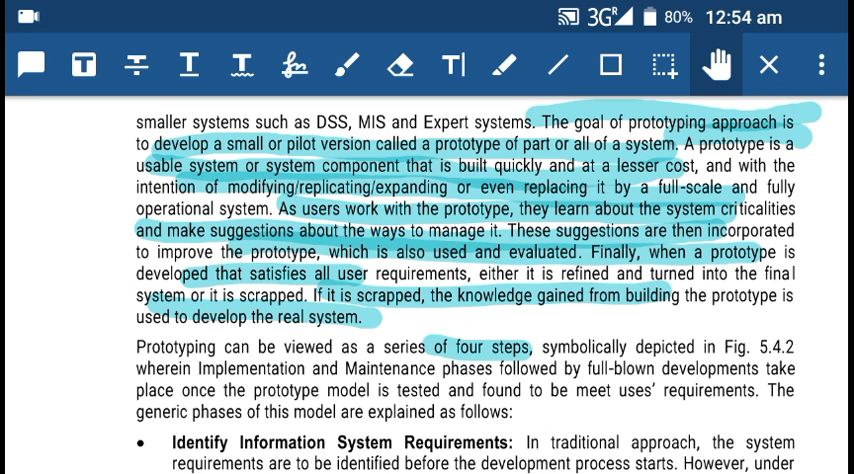 3G R 80% 12:54 am
T T T T T
smaller systems such as DSS, MIS and Expert systems. The goal of prototyping approach is
to develop a small or pilot version called a prototype of part or all of a system. A prototype is a
usable system or system component that is built quickly and at a lesser cost, and with the
intention of modifying/replicating/expanding or even replacing it by a full-scale and fully
operational system. As users work with the prototype, they learn about the system criticalities
and make suggestions about the ways to manage it. These suggestions are then incorporated
to improve the prototype, which is also used and evaluated. Finally, when a prototype is
developed that satisfies all user requirements, either it is refined and turned into the final
system or it is scrapped. If it is scrapped, the knowledge gained from building the prototype is
used to develop the real system.
Prototyping can be viewed as a series of four steps, symbolically depicted in Fig. 5.4.2
wherein Implementation and Maintenance phases followed by full-blown developments take
place once the prototype model is tested and found to be meet uses' requirements. The
generic phases of this model are explained as follows:
• Identify Information System Requirements: In traditional approach, the system
requirements are to be identified before the development process starts. However, under